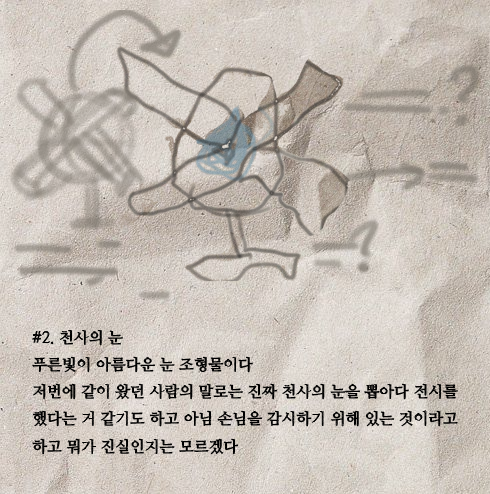 ?
!?
#2. 천사의 눈
푸른빛이 아름다운 눈 조형물이다
저번에 같이 왔던 사람의 말로는 진짜 천사의 눈을 뽑아다 전시를
했다는 거 같기도 하고 아님 손님을 감시하기 위해 있는 것이라고
하고 뭐가 진실인지는 모르겠다